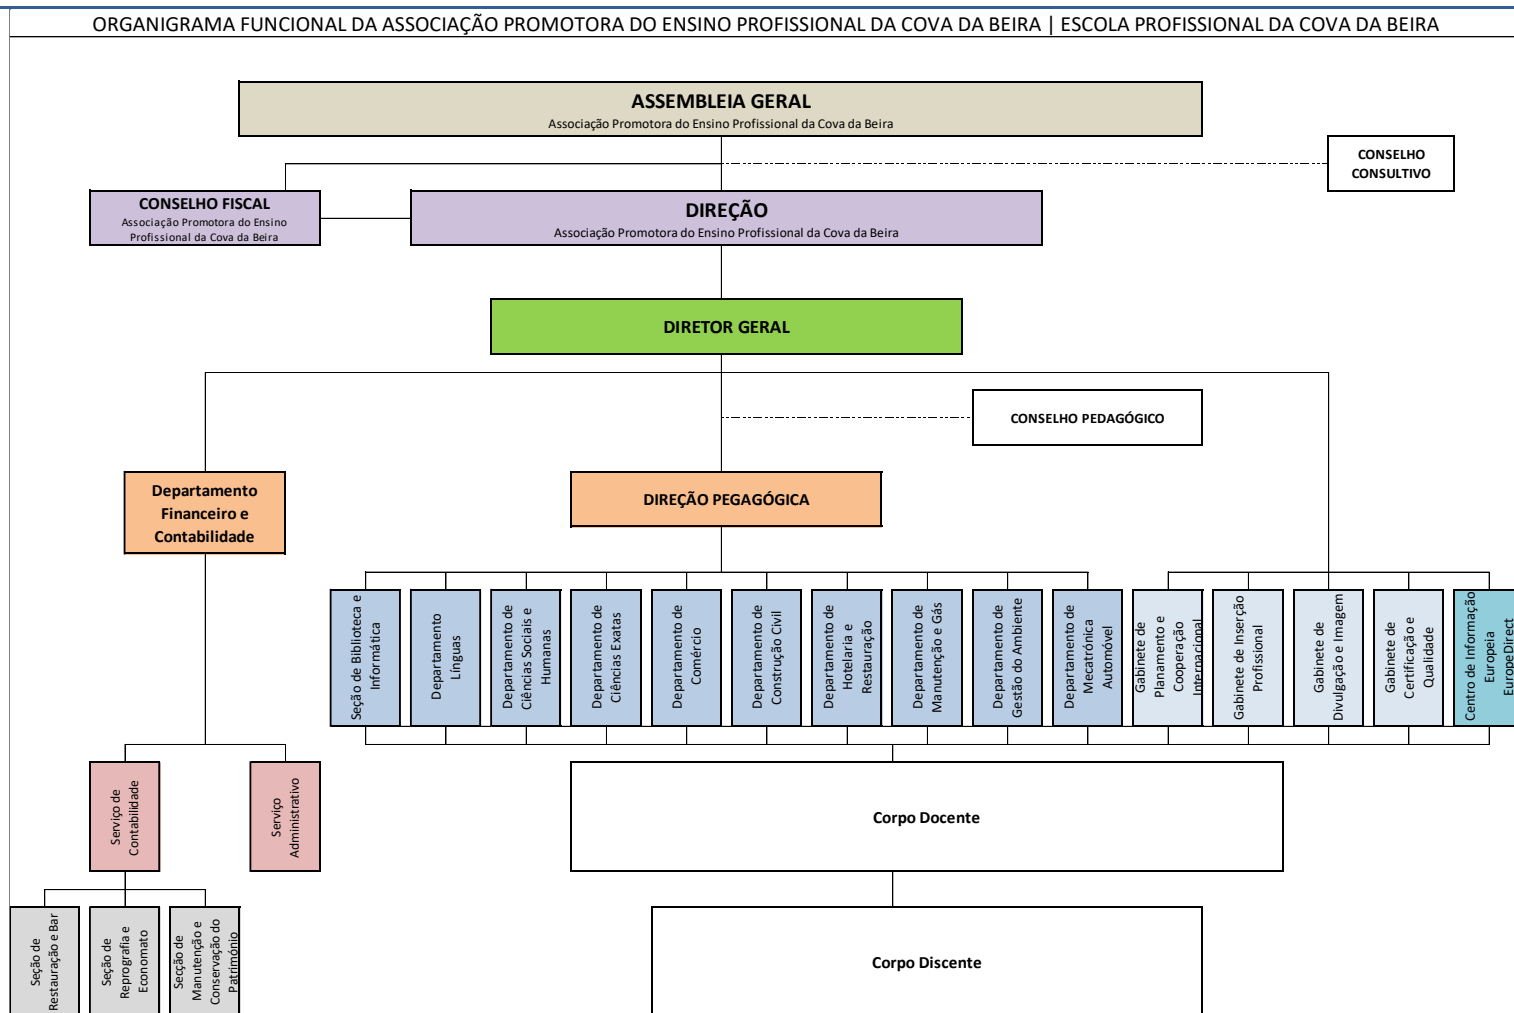 ORGANIGRAMA FUNCIONAL DA ASSOCIAÇÃO PROMOTORA DO ENSINO PROFISSIONAL DA COVA DA BEIRA | ESCOLA PROFISSIONAL DA COVA DA BEIRA
ASSEMBLEIA GERAL
Associação Promotora do Ensino Profissional da Cova da Beira
CONSELHO
CONSULTIVO
CONSELHO FISCAL
Associação Promotora do Ensino
Profissional da Cova da Beira
DIREÇÃO
Associação Promotora do Ensino Profissional da Cova da Beira
DIRETOR GERAL
CONSELHO PEDAGÓGICO
Departamento
Financeiro e
Contabilidade
DIREÇÃO PEGAGÓGICA
Seção de Biblioteca e
Informática
Departamento
Línguas
Departamento de
Ciências Sociais e
Humanas
Departamento de
Ciências Exatas
Departamento de
Comércio
Departamento de
Construção Civil
Departamento de
Hotelaria e
Restauração
Departamento de
Manutenção e Gás
Departamento de
Gestão do Ambiente
Departamento de
Mecatrónica
Automóvel
Gabinete de
Planamento e
Cooperação
Internacional
Gabinete de Inserção
Profissional
Gabinete de
Divulgação e Imagem
Gabinete de
Certificação e
Qualidade
Centro de Informação
Europeia
EuropeDirect
Serviço de
Contabilidade
Serviço
Administrativo
Corpo Docente
Seção de
Restauração e Bar
Seção de
Reprografia e
Economato
Secção de
Manutenção e
Conservação do
Património
Corpo Discente